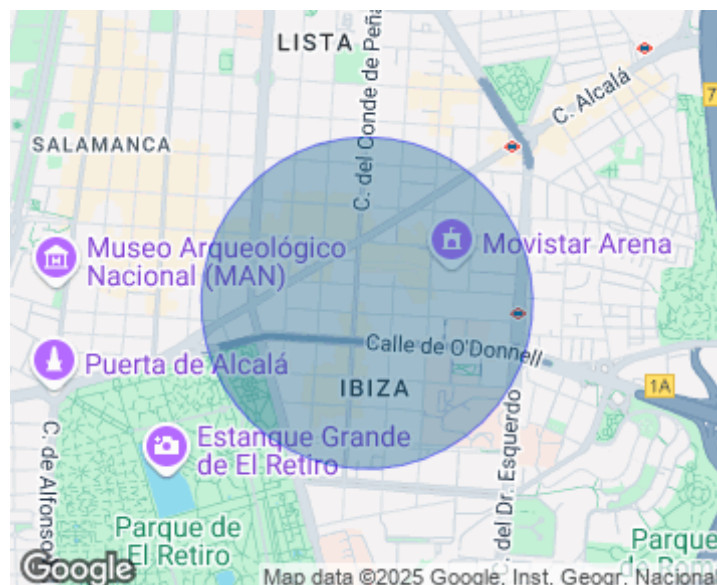 LISTA
C. del Conde de Peña
C. Alcalá
7
SALAMANCA
Museo Arqueológico
Nacional (MAN)
Movistar Arena
Puerta de Alcalá
Calle de O'Donnell
1A
IBIZA
Estanque Grande
de El Retiro
C. de Alfonso
C. del Dr. Esquerdo
Parque de
El Retiro
Parque
Google
Map data ©2025 Google, Inst. Geogr. Nacional